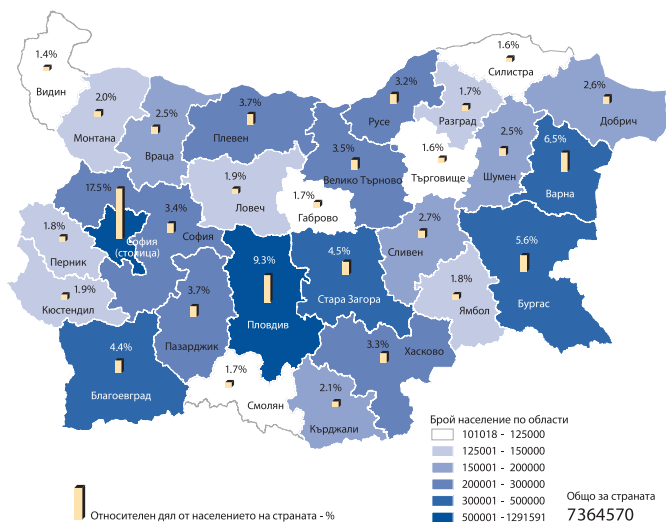 1.4%
Видин
2.0%
Монтана
2.5%
Враца
3.7%
Плевен
3.2%
Русе
1.6%
Силистра
1.7%
Разград
2,6%
Добрич
3.5%
Велико Търново
1.6%
Търговище
2.5%
Шумен
6,5%
Варна
1.9%
Ловеч
1.7%
Габрово
17.5%
София
(столица)
3.4%
София
1.8%
Перник
1.9%
Кюстендил
2.7%
Сливен
5.6%
Бургас
9,3%
Пловдив
4,5%
Стара Загора
1.8%
Ямбол
3.7%
Пазарджик
4.4%
Благоевград
1.7%
Смолян
3.3%
Хасково
2.1%
Кърджали
Брой население по области
101018 - 125000
125001 - 150000
150001 - 200000
200001 - 300000
300001 - 500000
500001 -1291591
Общо за страната
7364570
Относителен дял от населението на страната - %